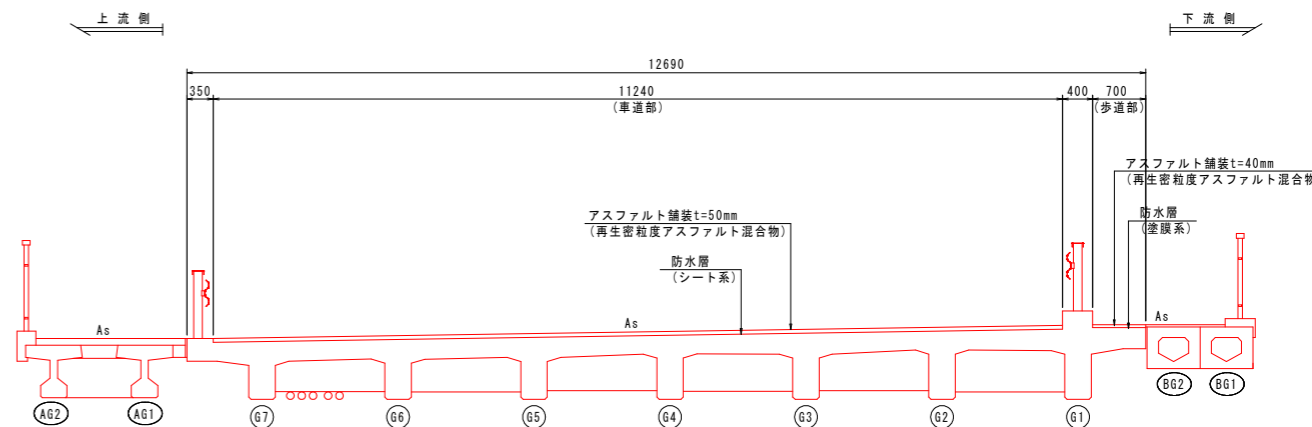 上流側
下流側
12690
350
11240
(車道部)
400
700
(歩道部)
アスファルト舗装t=40mm
(再生密粒度アスファルト混合物
防水層
(塗膜系)
アスファルト舗装t=50mm
(再生密粒度アスファルト混合物)
防水層
(シート系)
As
As
As
AG2
AG1
G7
G6
G5
G4
G3
G2
G1
BG2
BG1